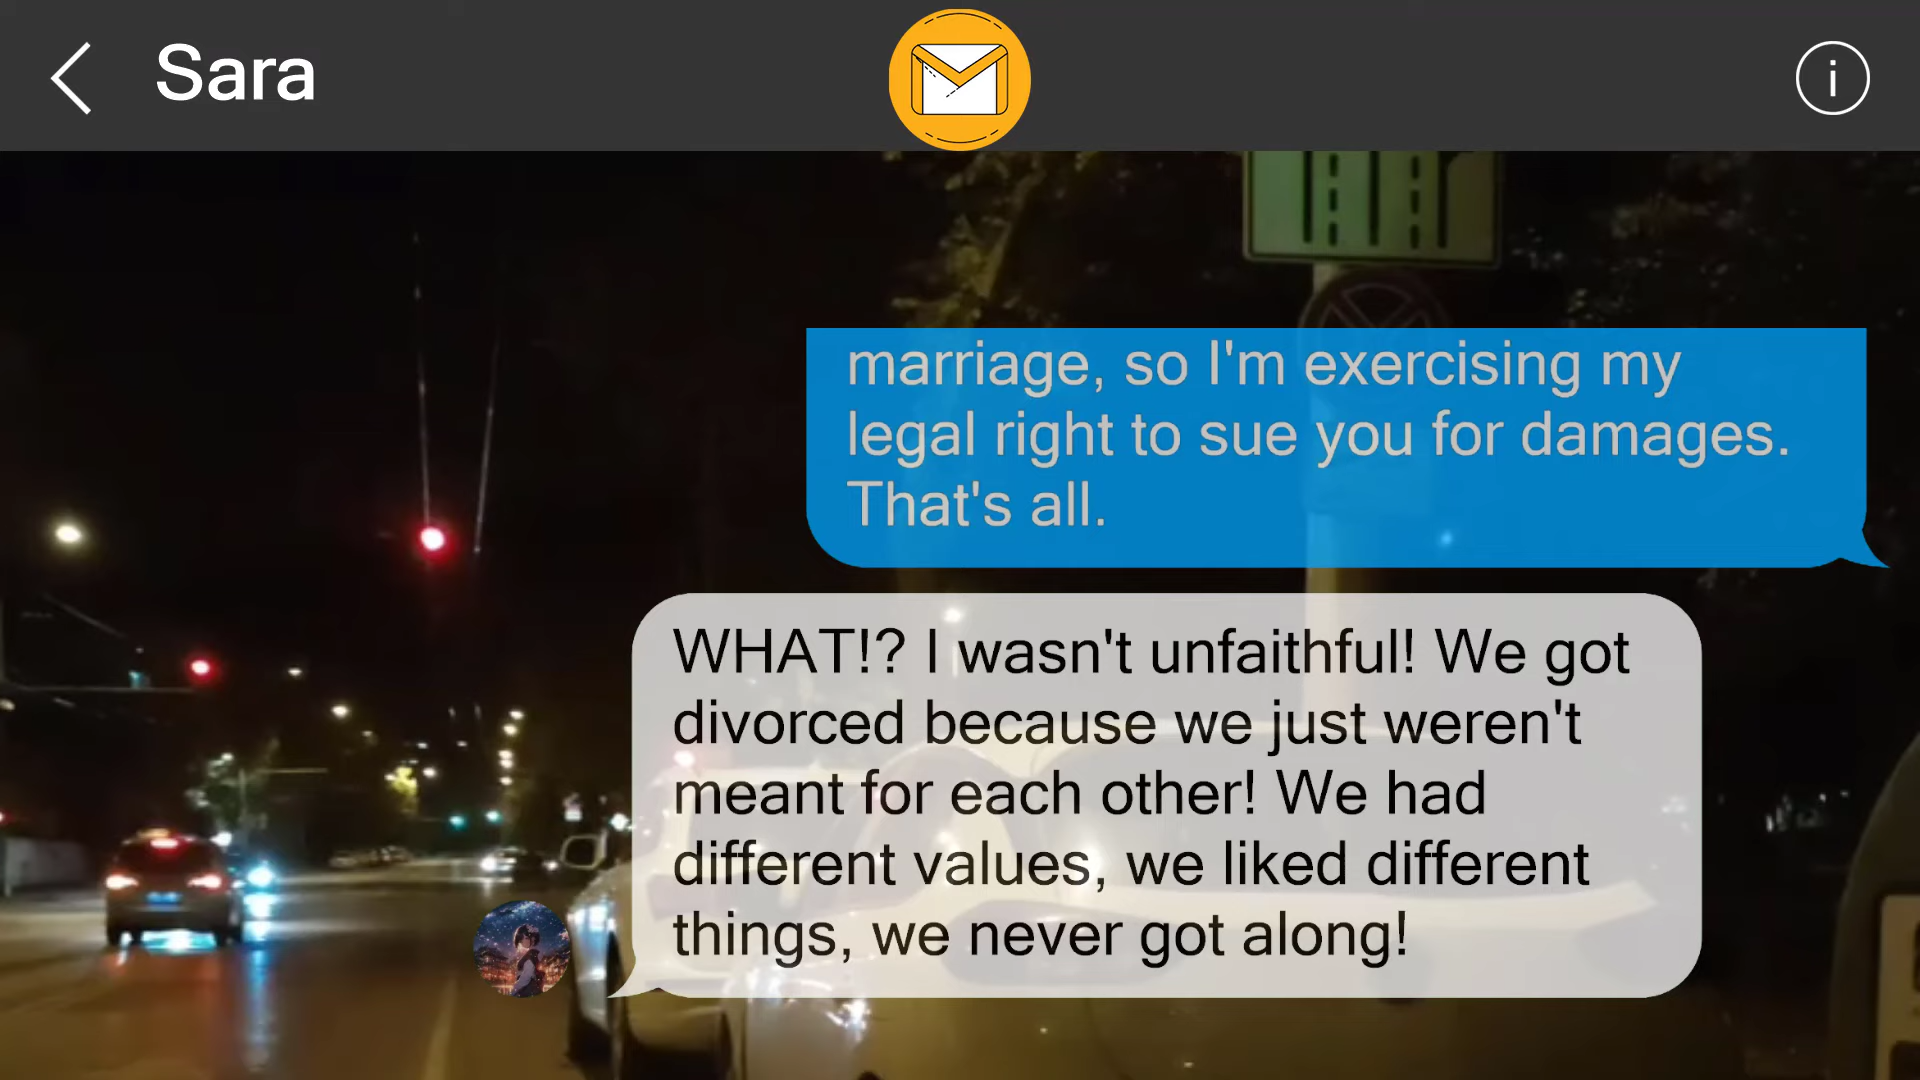 Sara
marriage, so I'm exercising my
legal right to sue you for damages.
That's all.
WHAT!? I wasn't unfaithful! We got
divorced because we just weren't
meant for each other! We had
different values, we liked different
things, we never got along!